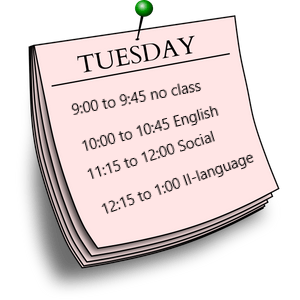 TUESDAY
9:00 to 9:45 no class
10:00 to 10:45 English
11:15 to 12:00 Social
12:15 to 1:00 II-language